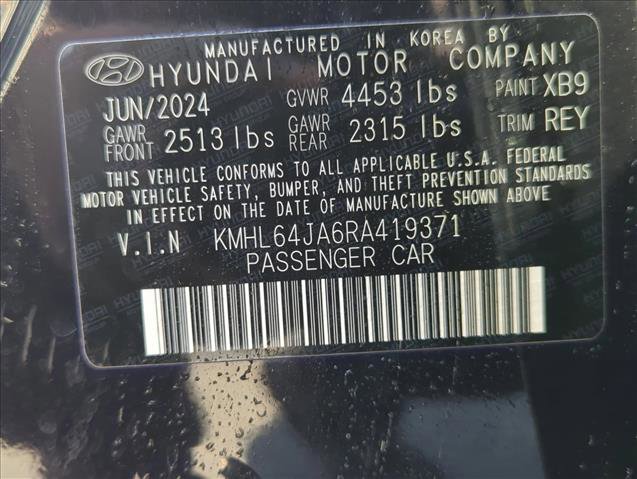 MANUFACTURED IN KOREA BY
HYUNDAI MOTOR COMPANY
JUN/2024 GVWR 4453 lbs PAINT XB9
GAWR FRONT 2513 lbs GAWR REAR 2315 lbs TRIM REY
THIS VEHICLE CONFORMS TO ALL APPLICABLE U.S.A. FEDERAL
MOTOR VEHICLE SAFETY, BUMPER, AND THEFT PREVENTION STANDARDS
IN EFFECT ON THE DATE OF MANUFACTURE SHOWN ABOVE
V.I.N KMHL64JA6RA419371
PASSENGER CAR